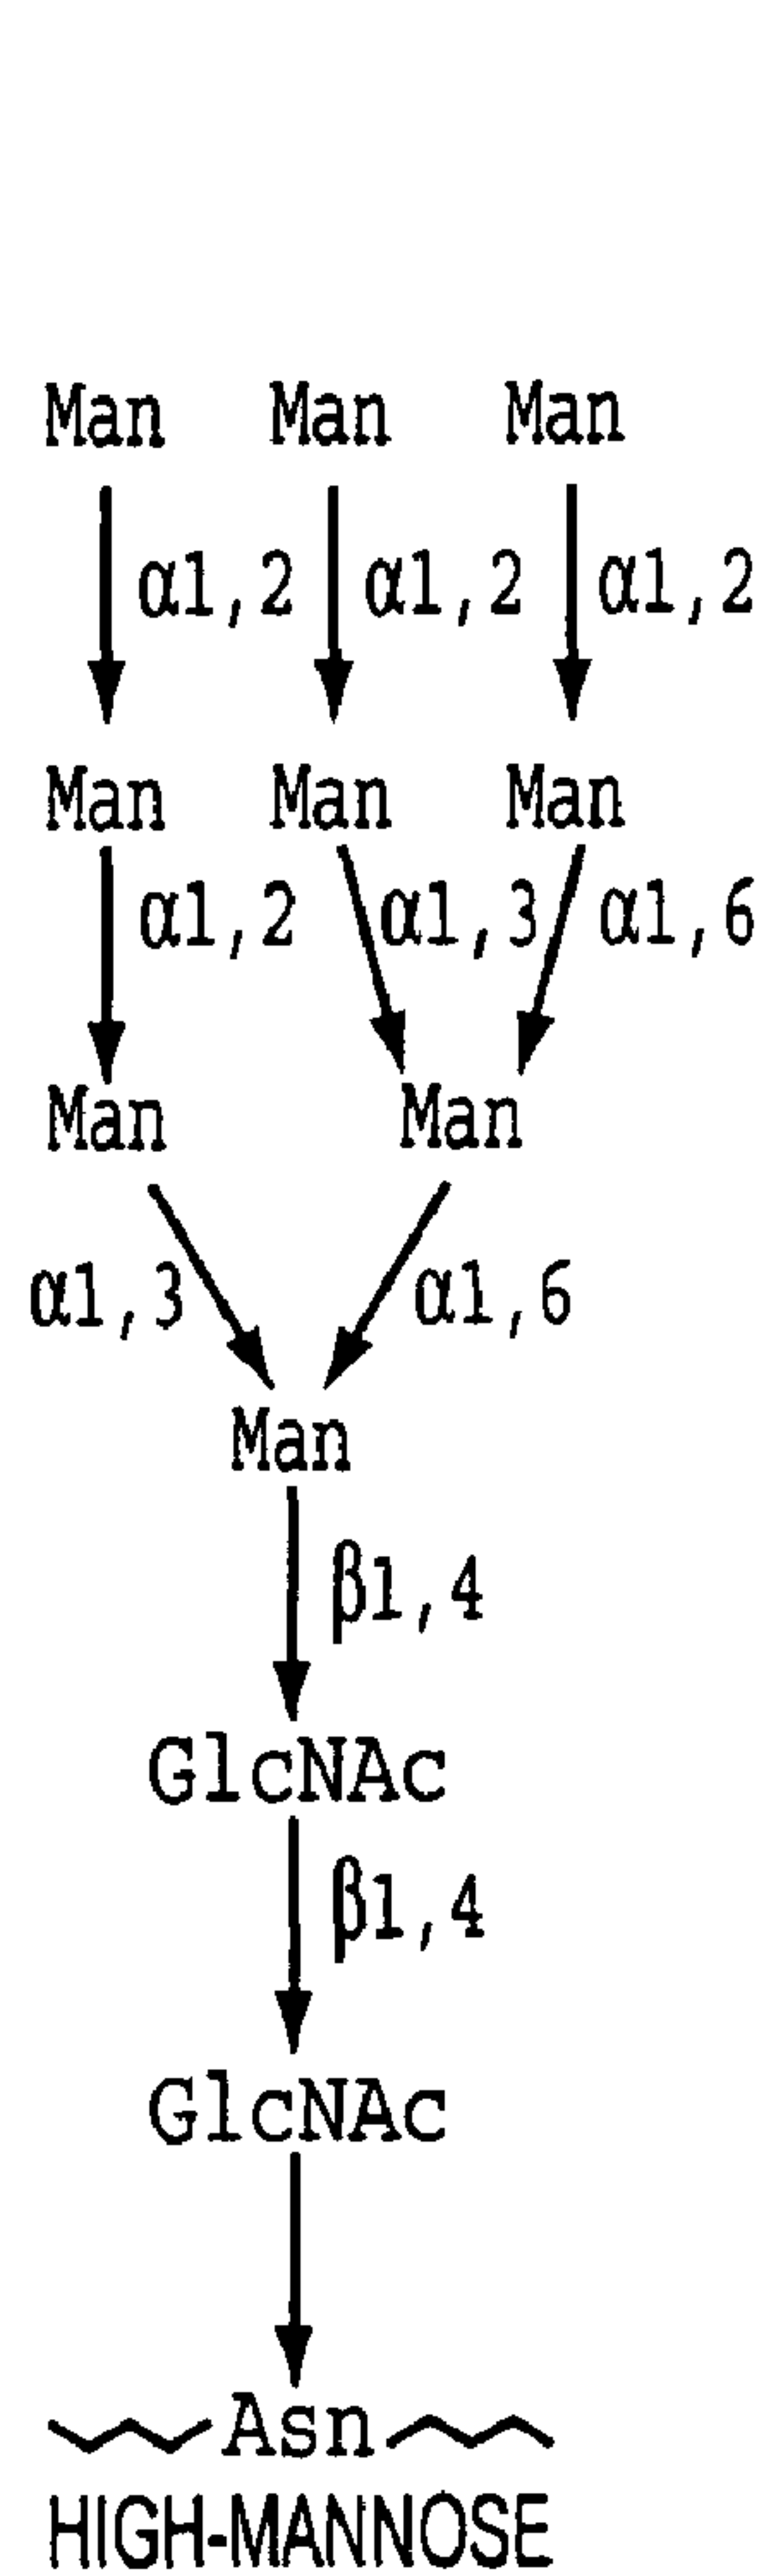 Man Man Man
α1,2 α1,2 α1,2
Man Man Man
α1,2 α1,3 α1,6
Man Man
α1,3 α1,6
Man
β1,4
GlcNAc
β1,4
GlcNAc
Asn
HIGH-MANNOSE